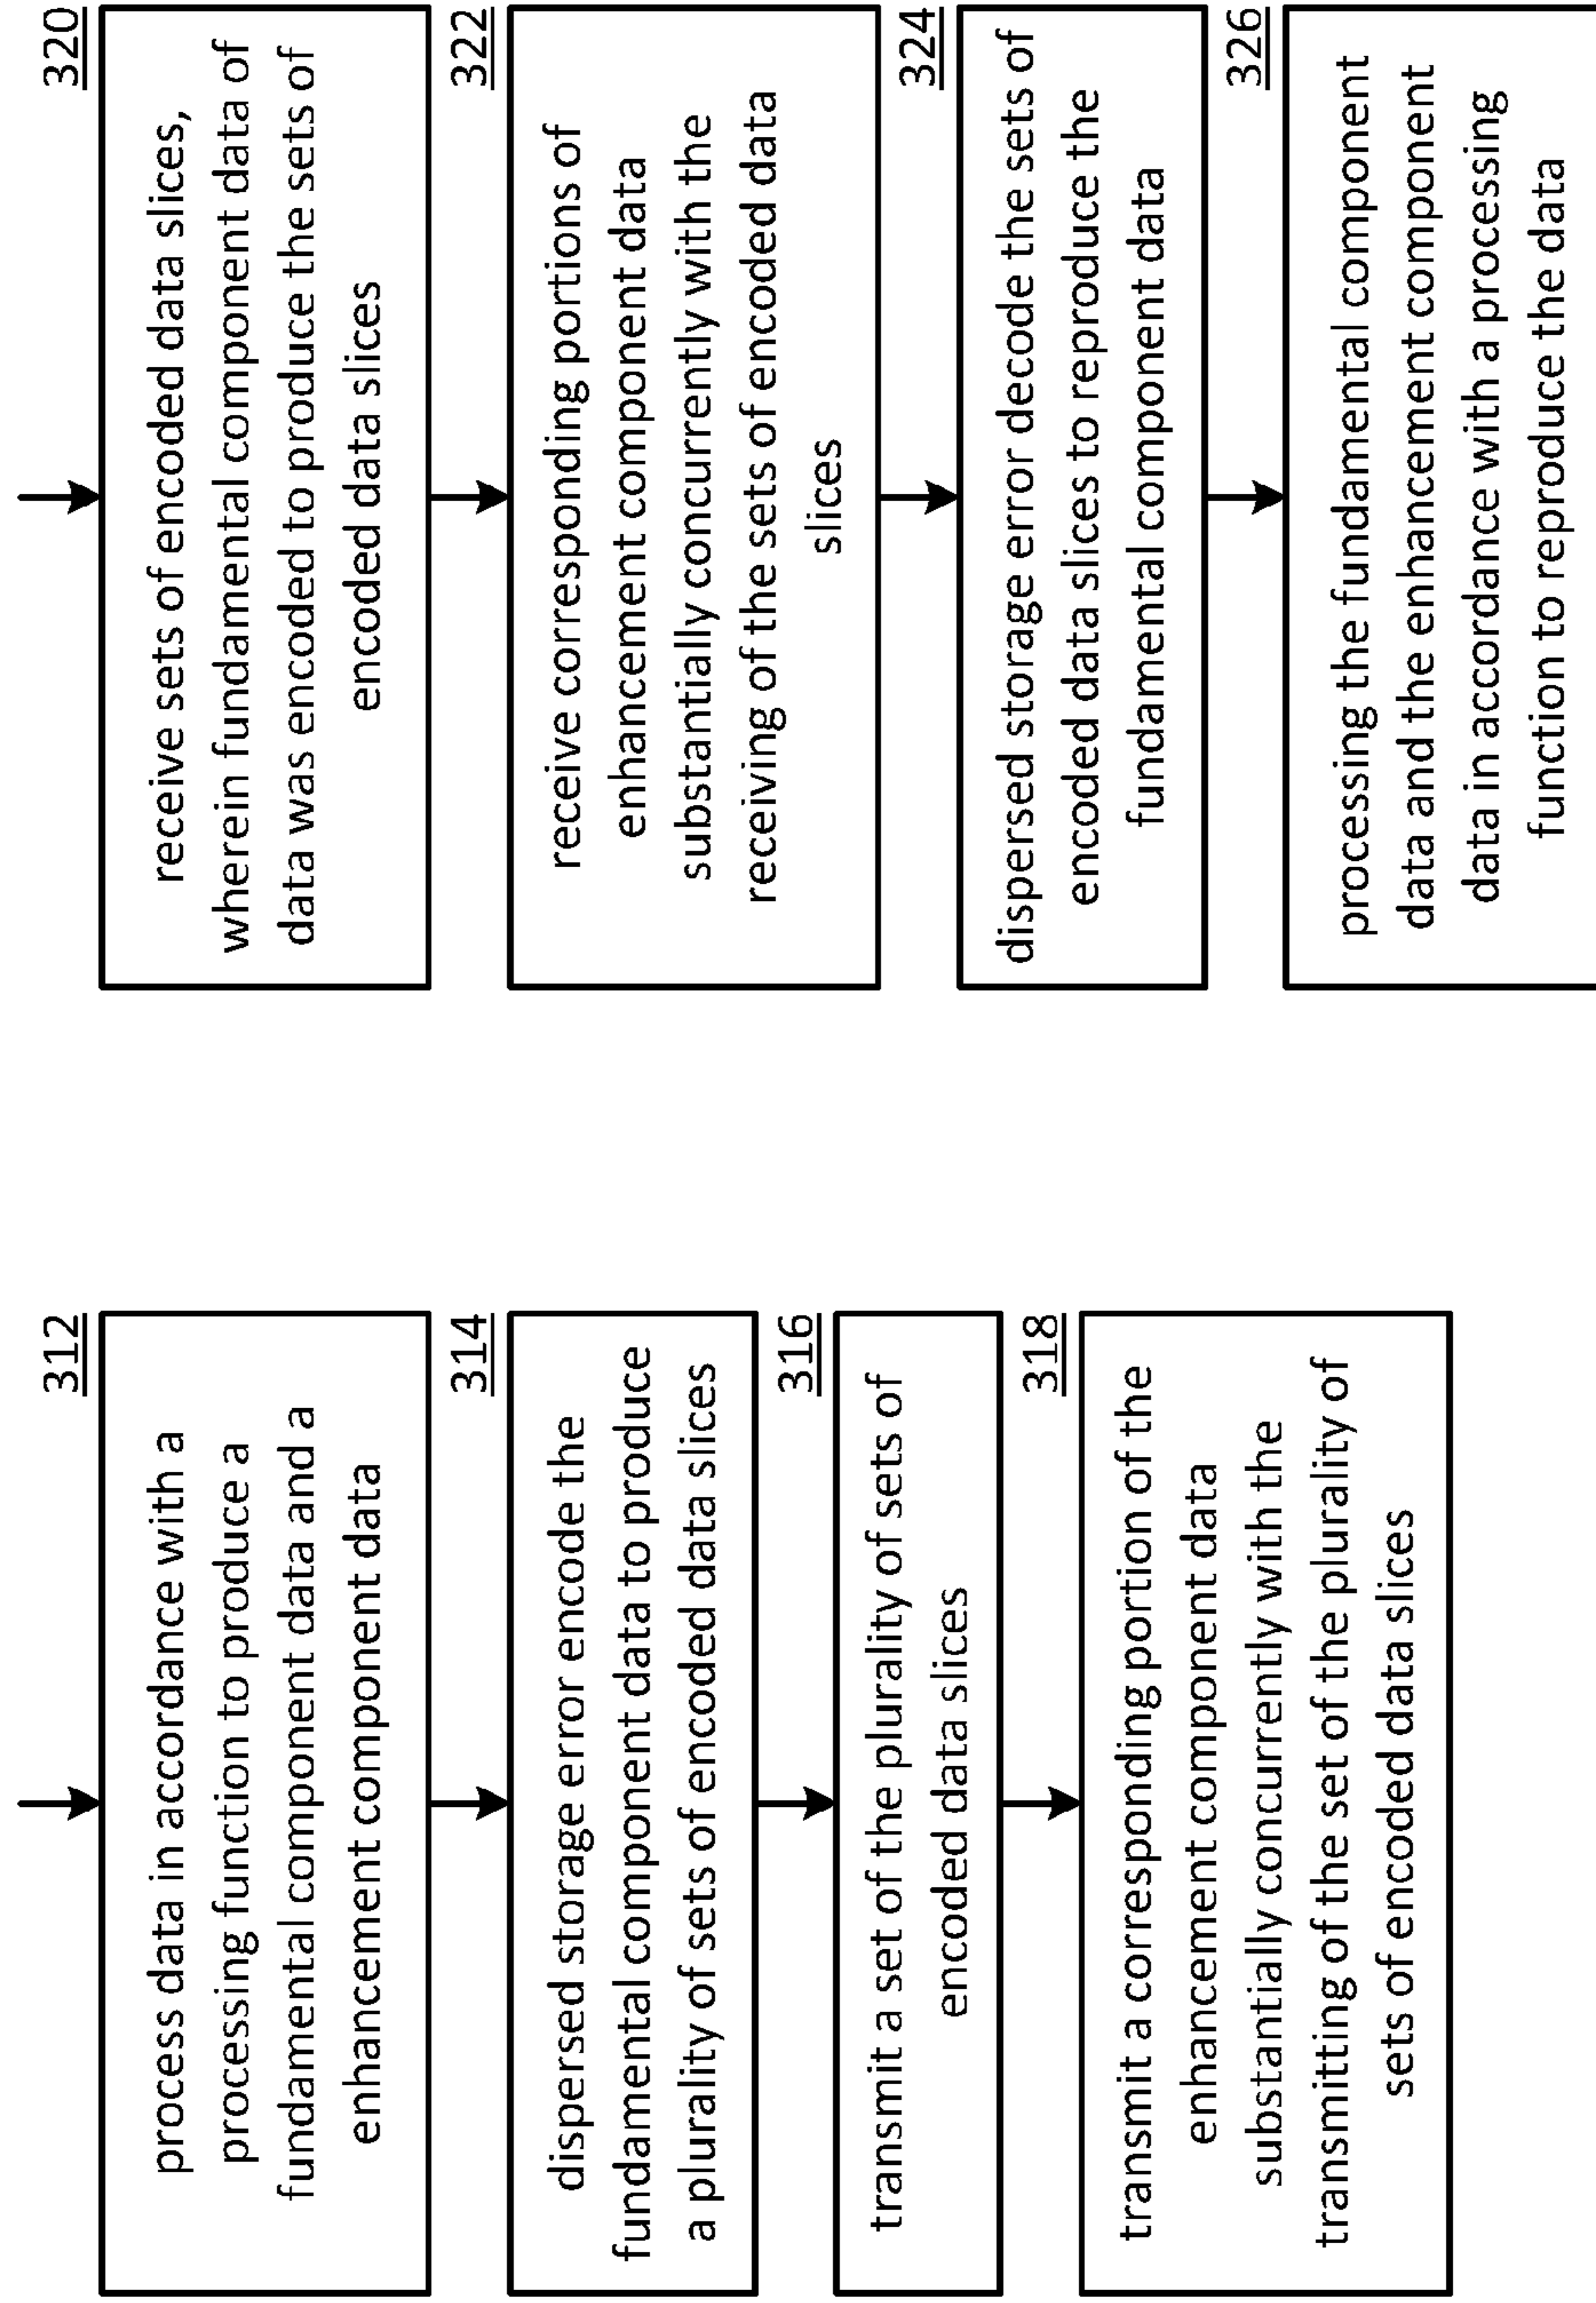 312
process data in accordance with a
processing function to produce a
fundamental component data and a
enhancement component data
314
dispersed storage error encode the
fundamental component data to produce
a plurality of sets of encoded data slices
316
transmit a set of the plurality of sets of
encoded data slices
318
transmit a corresponding portion of the
enhancement component data
substantially concurrently with the
transmitting of the set of the plurality of
sets of encoded data slices
320
receive sets of encoded data slices,
wherein fundamental component data of
data was encoded to produce the sets of
encoded data slices
322
receive corresponding portions of
enhancement component data
substantially concurrently with the
receiving of the sets of encoded data
slices
324
dispersed storage error decode the sets of
encoded data slices to reproduce the
fundamental component data
326
processing the fundamental component
data and the enhancement component
data in accordance with a processing
function to reproduce the data